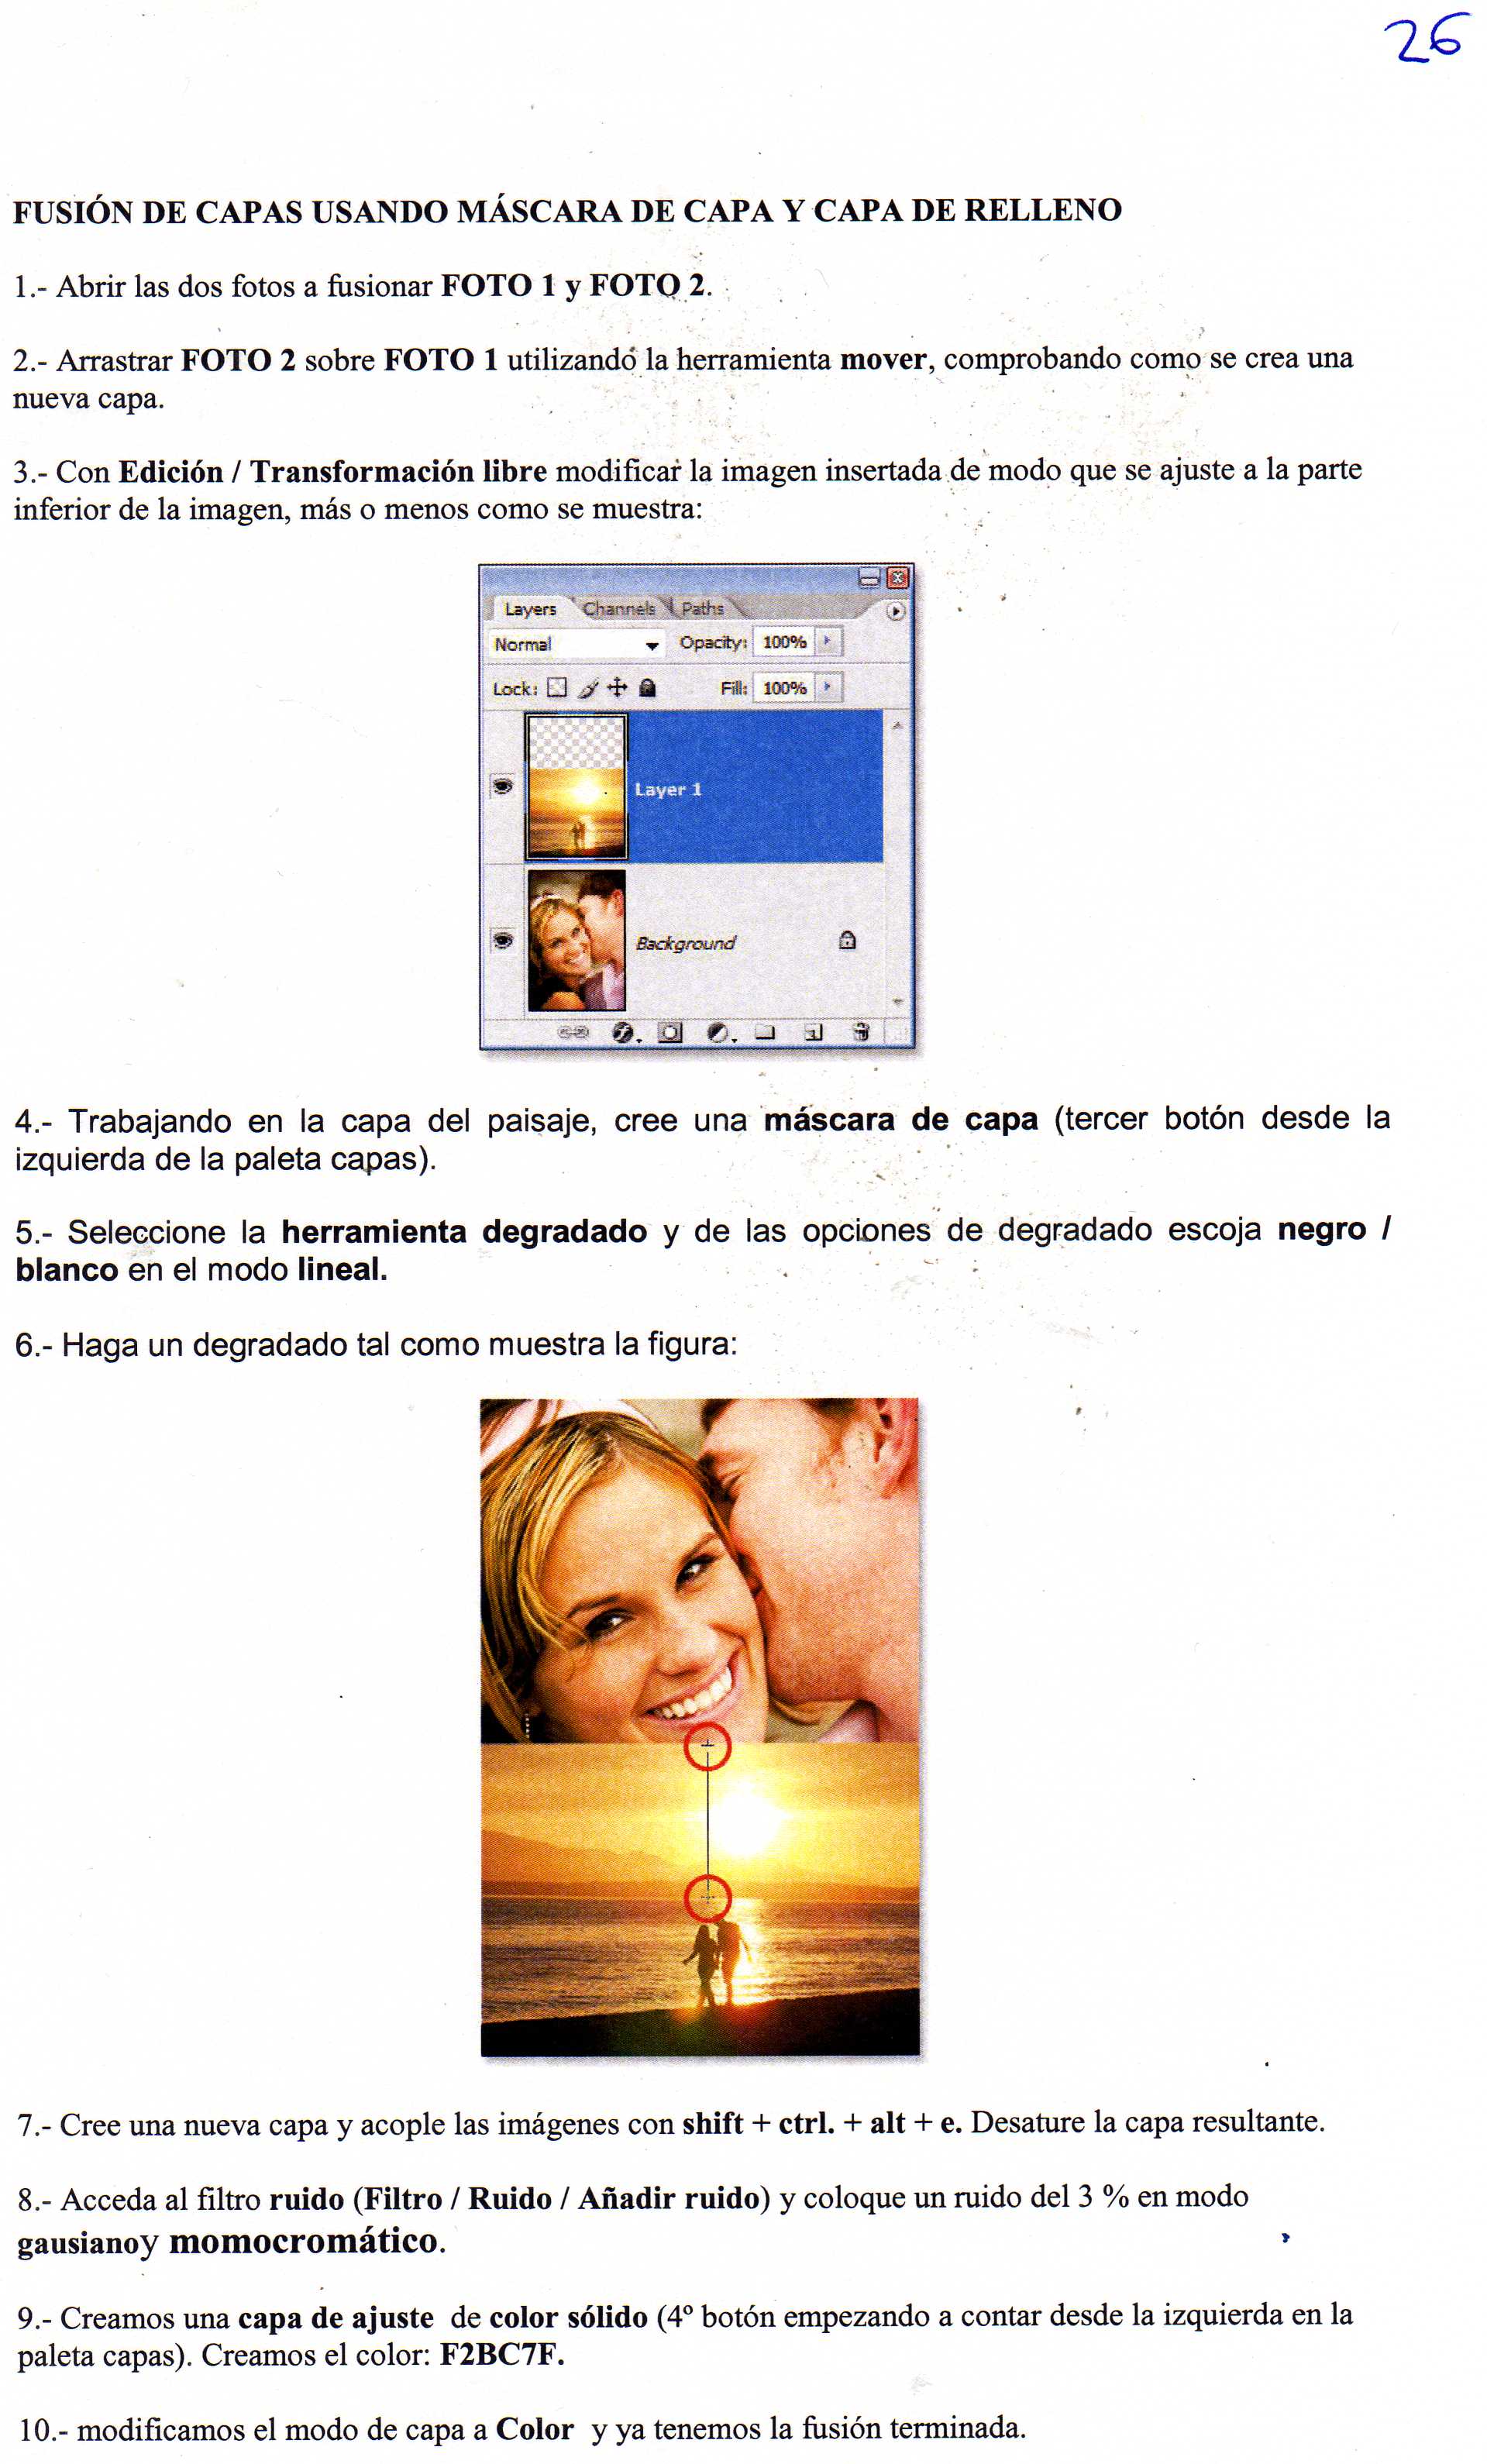 26
FUSIÓN DE CAPAS USANDO MÁSCARA DE CAPA Y CAPA DE RELLENO
1.- Abrir las dos fotos a fusionar FOTO 1 y FOTO 2.
2.- Arrastrar FOTO 2 sobre FOTO 1 utilizando la herramienta mover, comprobando como se crea una
nueva capa.
3.- Con Edición / Transformación libre modificar la imagen insertada de modo que se ajuste a la parte
inferior de la imagen, más o menos como se muestra:
Layers Channels Paths
Normal Opacity: 100%
Lock: Fill: 100%
Layer 1
Background
4.- Trabajando en la capa del paisaje, cree una máscara de capa (tercer botón desde la
izquierda de la paleta capas).
5.- Seleccione la herramienta degradado y de las opciones de degradado escoja negro /
blanco en el modo lineal.
6.- Haga un degradado tal como muestra la figura:
7.- Cree una nueva capa y acople las imágenes con shift + ctrl. + alt + e. Desature la capa resultante.
8.- Acceda al filtro ruido (Filtro / Ruido / Añadir ruido) y coloque un ruido del 3 % en modo
gausianoy momocromático.
9.- Creamos una capa de ajuste de color sólido (4º botón empezando a contar desde la izquierda en la
paleta capas). Creamos el color: F2BC7F.
10.- modificamos el modo de capa a Color y ya tenemos la fusión terminada.